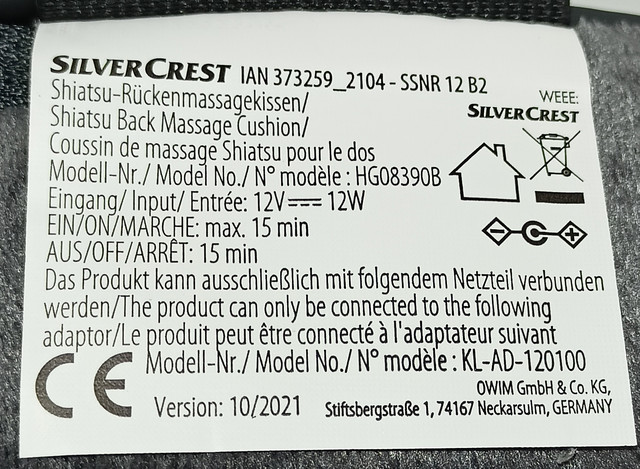 SILVERCREST IAN 373259_2104 - SSNR 12 B2
Shiatsu-Rückenmassagekissen/
Shiatsu Back Massage Cushion/
Coussin de massage Shiatsu pour le dos
WEEE:
SILVERCREST
Modell-Nr./ Model No./ N° modèle : HG08390B
Eingang/ Input/ Entrée: 12V⎓ 12W
EIN/ON/MARCHE: max. 15 min
AUS/OFF/ARRÊT: 15 min
Das Produkt kann ausschließlich mit folgendem Netzteil verbunden
werden/The product can only be connected to the following
adaptor/Le produit peut être connecté à l'adaptateur suivant
Modell-Nr./ Model No./ N° modèle : KL-AD-120100
CE
Version: 10/2021
OWIM GmbH & Co. KG,
Stiftsbergstraße 1, 74167 Neckarsulm, GERMANY